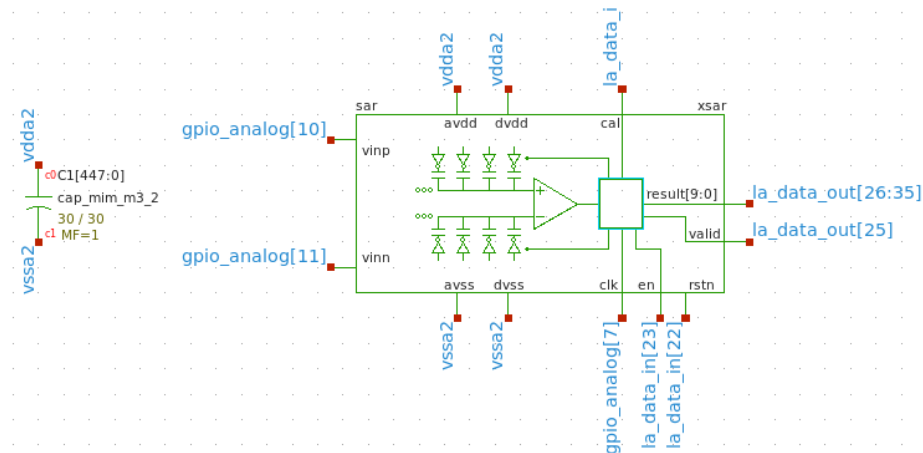 vdda2
c0
C1[447:0]
cap_mim_m3_2
30 / 30
c1
MF=1
vssa2
gpio_analog[10]
gpio_analog[11]
vdda2
vdda2
la_data_i
sar
xsar
avdd
dvdd
cal
vinp
result[9:0]
la_data_out[26:35]
valid
la_data_out[25]
vinn
avss
dvss
clk
en
rstn
vssa2
vssa2
gpio_analog[7]
la_data_in[23]
la_data_in[22]